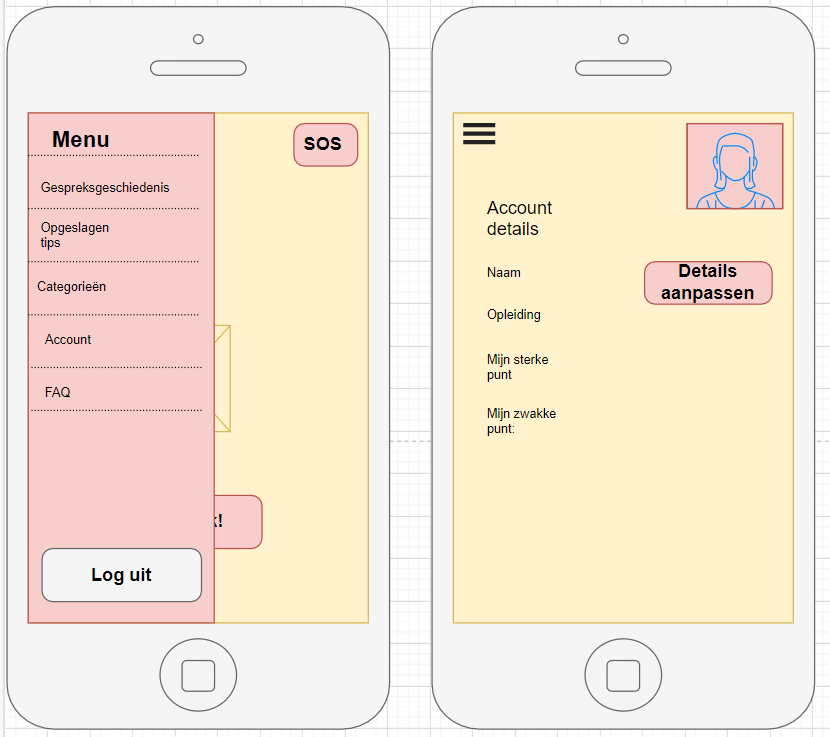 Menu
SOS
Gespreksgeschiedenis
Opgeslagen
tips
Categorieën
Account
FAQ
Log uit
Account
details
Details
aanpassen
Naam
Opleiding
Mijn sterke
punt
Mijn zwakke
punt: